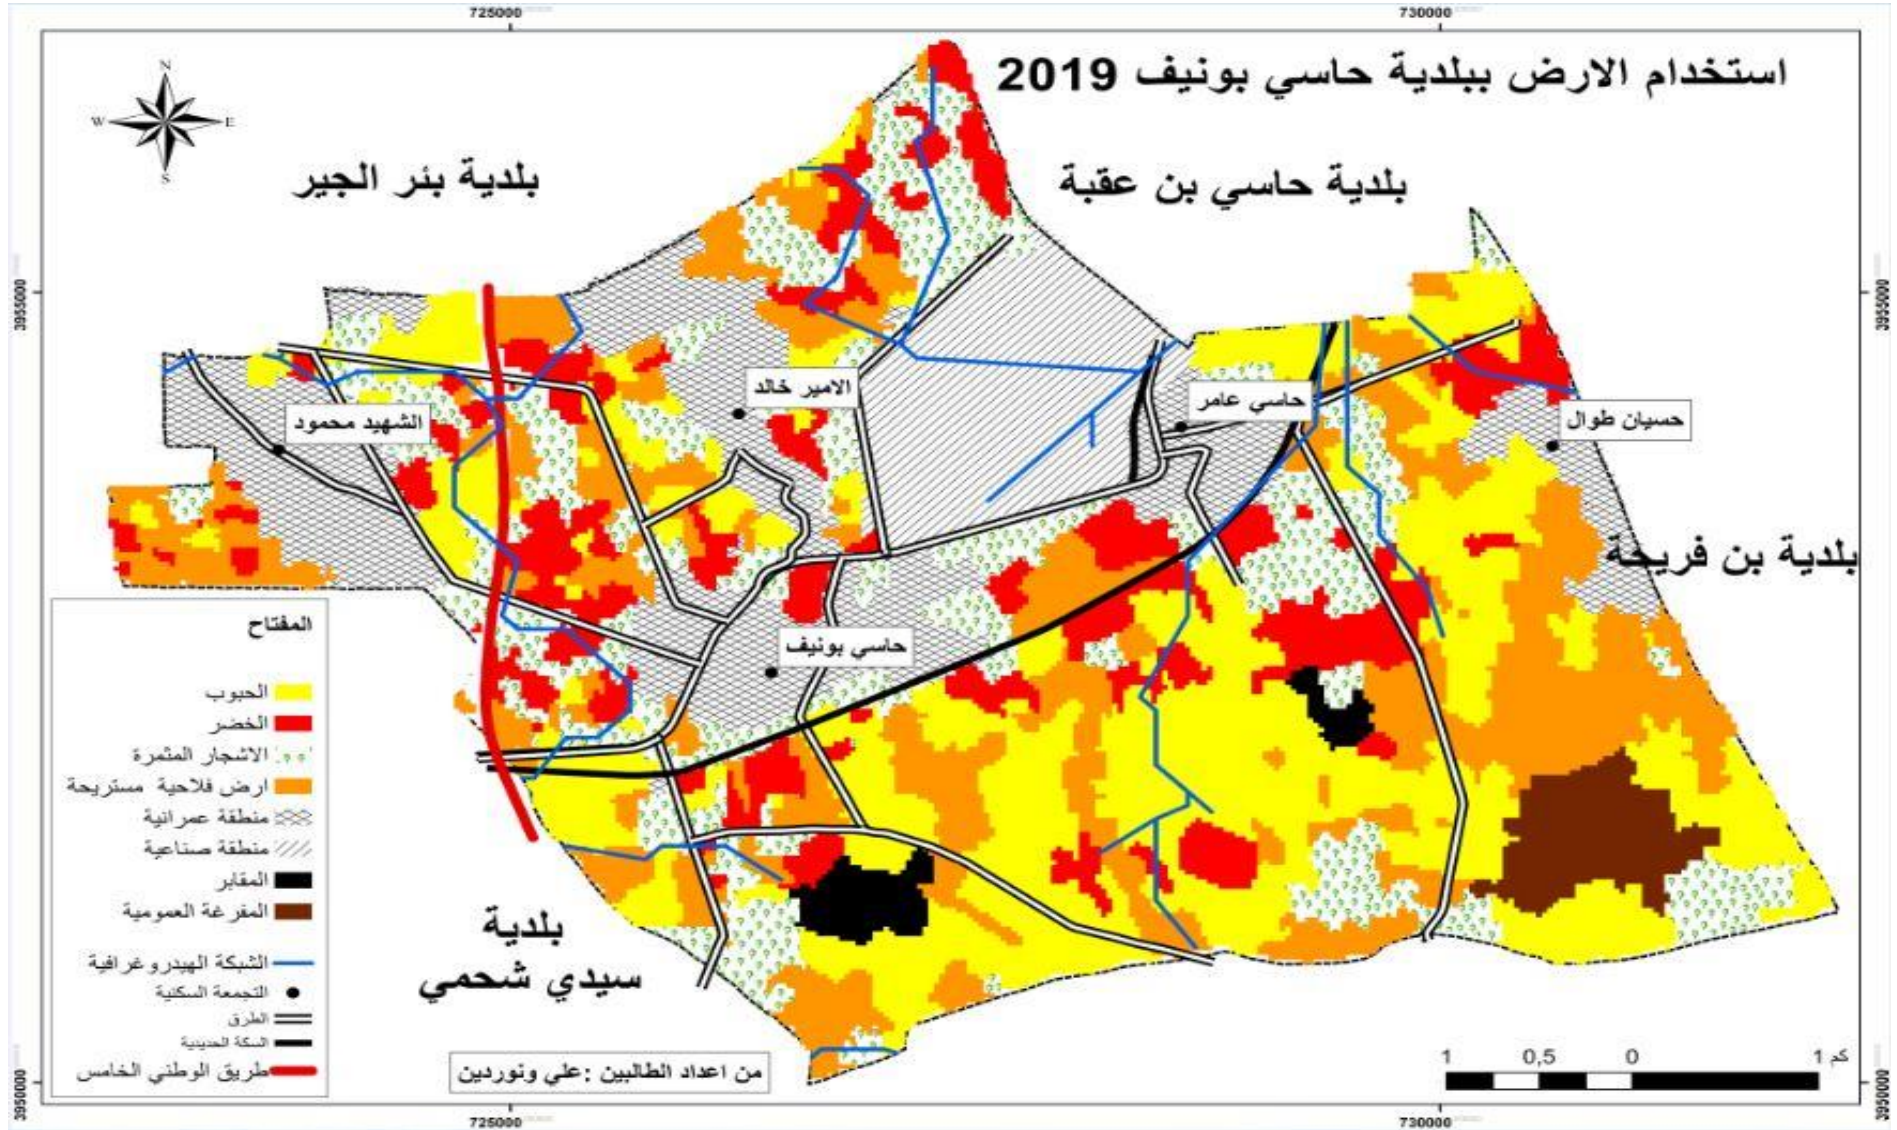 725000
730000
استخدام الارض ببلدية حاسي بونيف 2019
N
W
E
S
بلدية بئر الجير
بلدية حاسي بن عقبة
3955000
3955000
الامير خالد
حاسي عامر
حسيان طوال
الشهيد محمود
بلدية بن فريحة
حاسي بونيف
المفتاح
الحبوب
الخضر
الاشجار المثمرة
ارض فلاحية مستريحة
منطقة عمرانية
منطقة صناعية
المقابر
المفرغة العمومية
الشبكة الهيدروغرافية
التجمعة السكنية
الطرق
السكة الحديدية
طريق الوطني الخامس
بلدية
سيدي شحمي
من اعداد الطالبين :علي ونوردين
1 0,5 0 1 كم
3950000
3950000
725000
730000